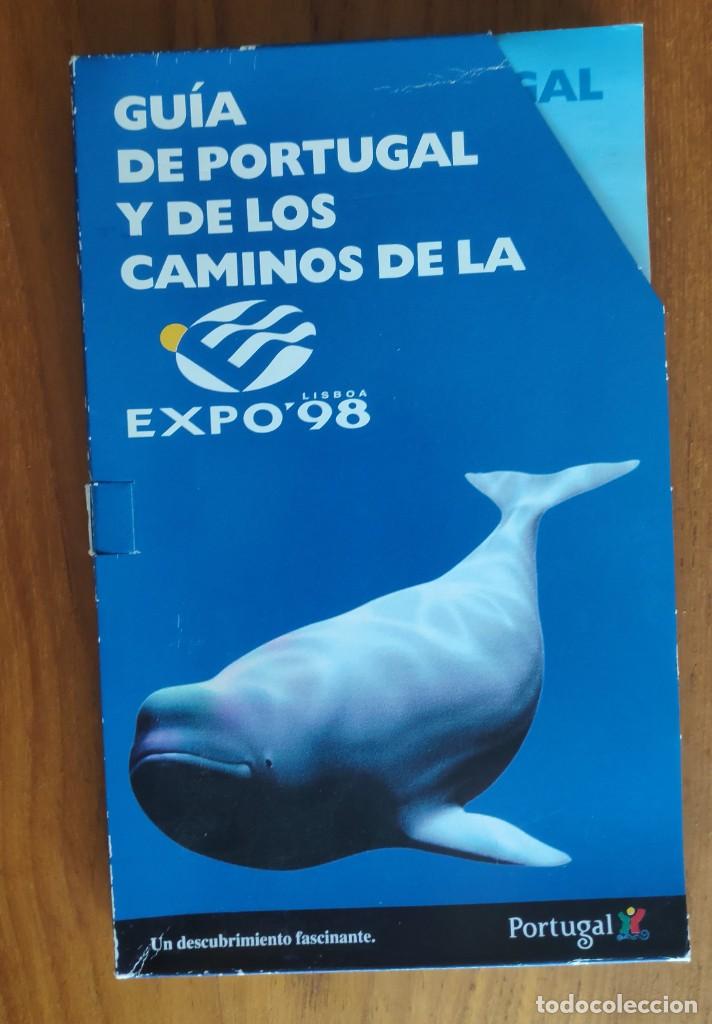 GAL
GUÍA
DE PORTUGAL
Y DE LOS
CAMINOS DE LA
LISBOA
EXPO'98
Un descubrimiento fascinante.
Portugal
todocoleccion